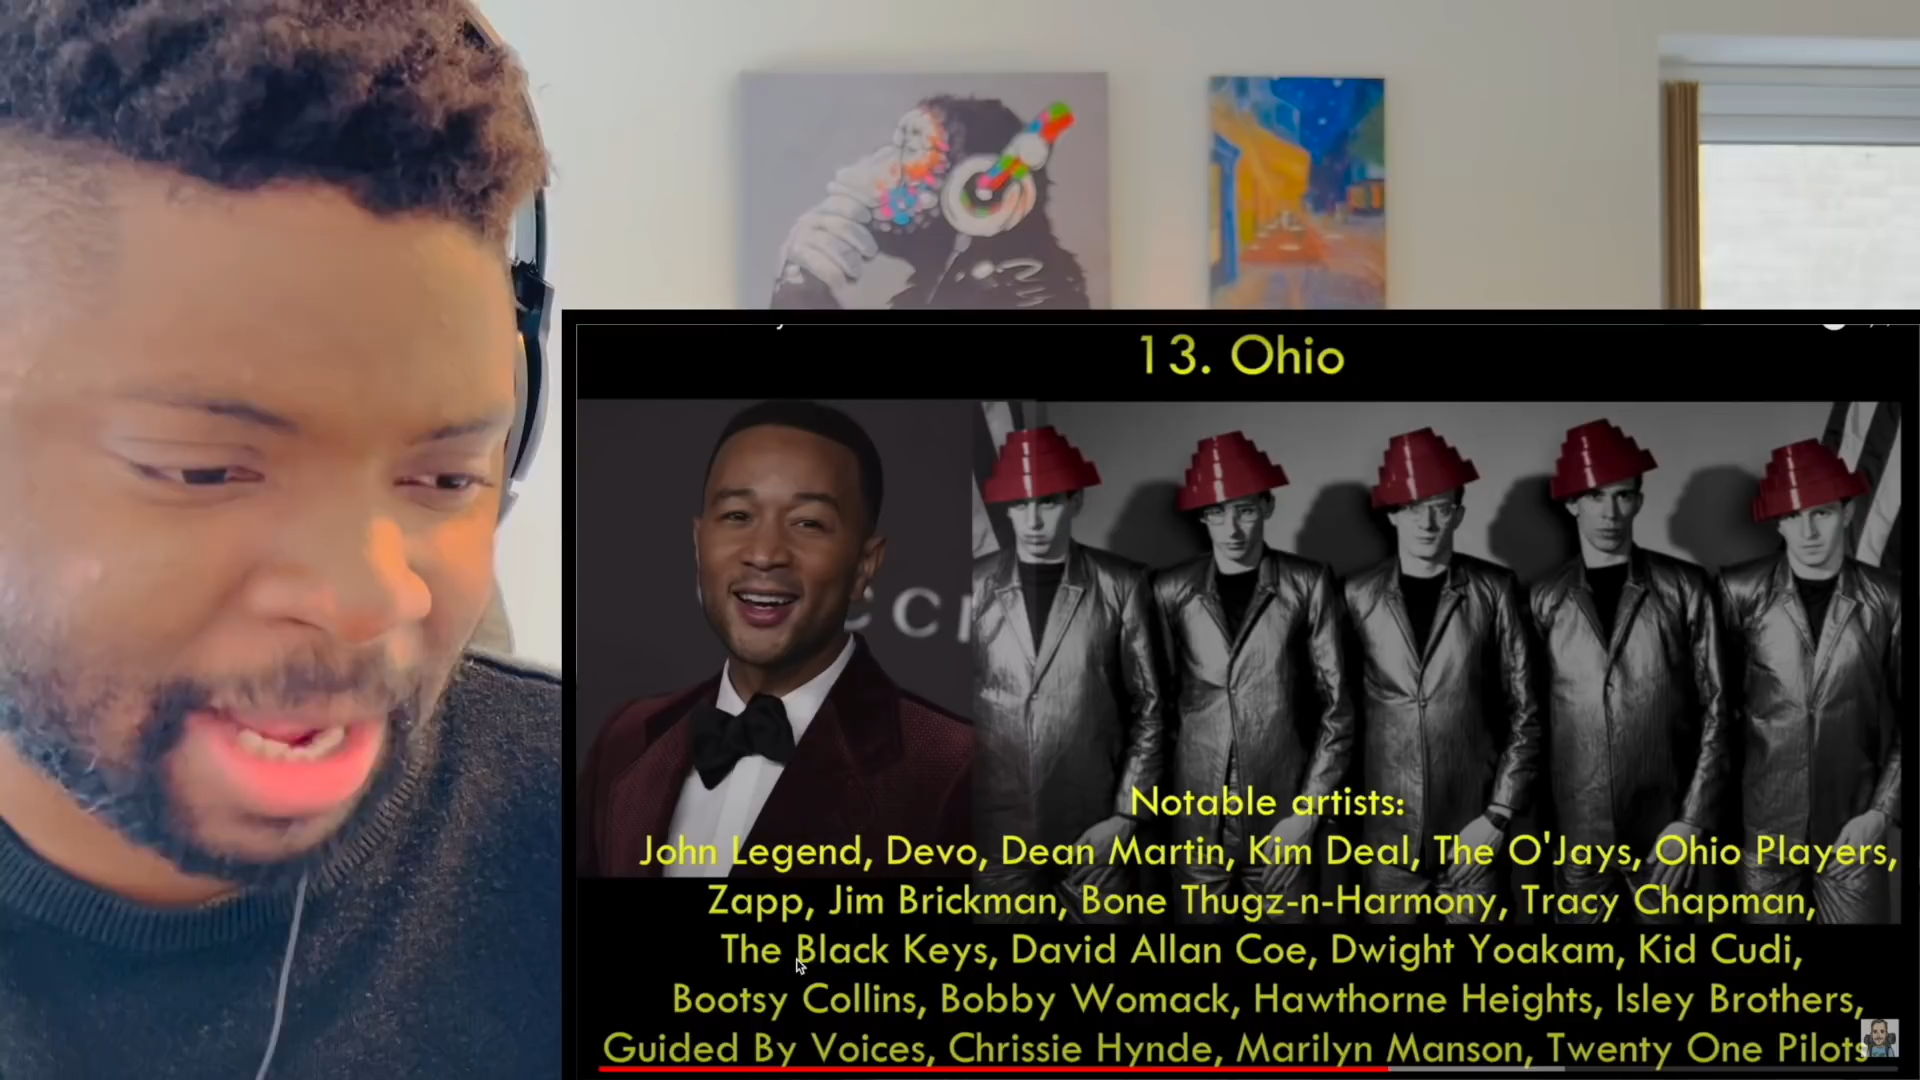 13. Ohio
CCI
Notable artists:
John Legend, Devo, Dean Martin, Kim Deal, The O'Jays, Ohio Players,
Zapp, Jim Brickman, Bone Thugz-n-Harmony, Tracy Chapman,
The Black Keys, David Allan Coe, Dwight Yoakam, Kid Cudi,
Bootsy Collins, Bobby Womack, Hawthorne Heights, Isley Brothers,
Guided By Voices, Chrissie Hynde, Marilyn Manson, Twenty One Pilots